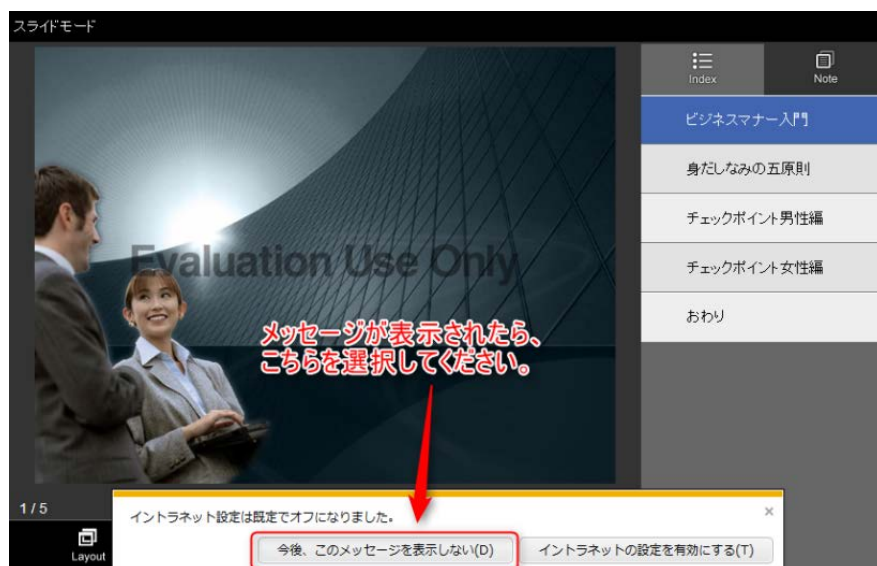 スライドモード
Index
Note
ビジネスマナー入門
身だしなみの五原則
チェックポイント男性編
チェックポイント女性編
おわり
Evaluation Use Only
メッセージが表示されたら、
こちらを選択してください。
1 / 5
イントラネット設定は既定でオフになりました。
×
Layout
今後、このメッセージを表示しない(D)
イントラネットの設定を有効にする(T)